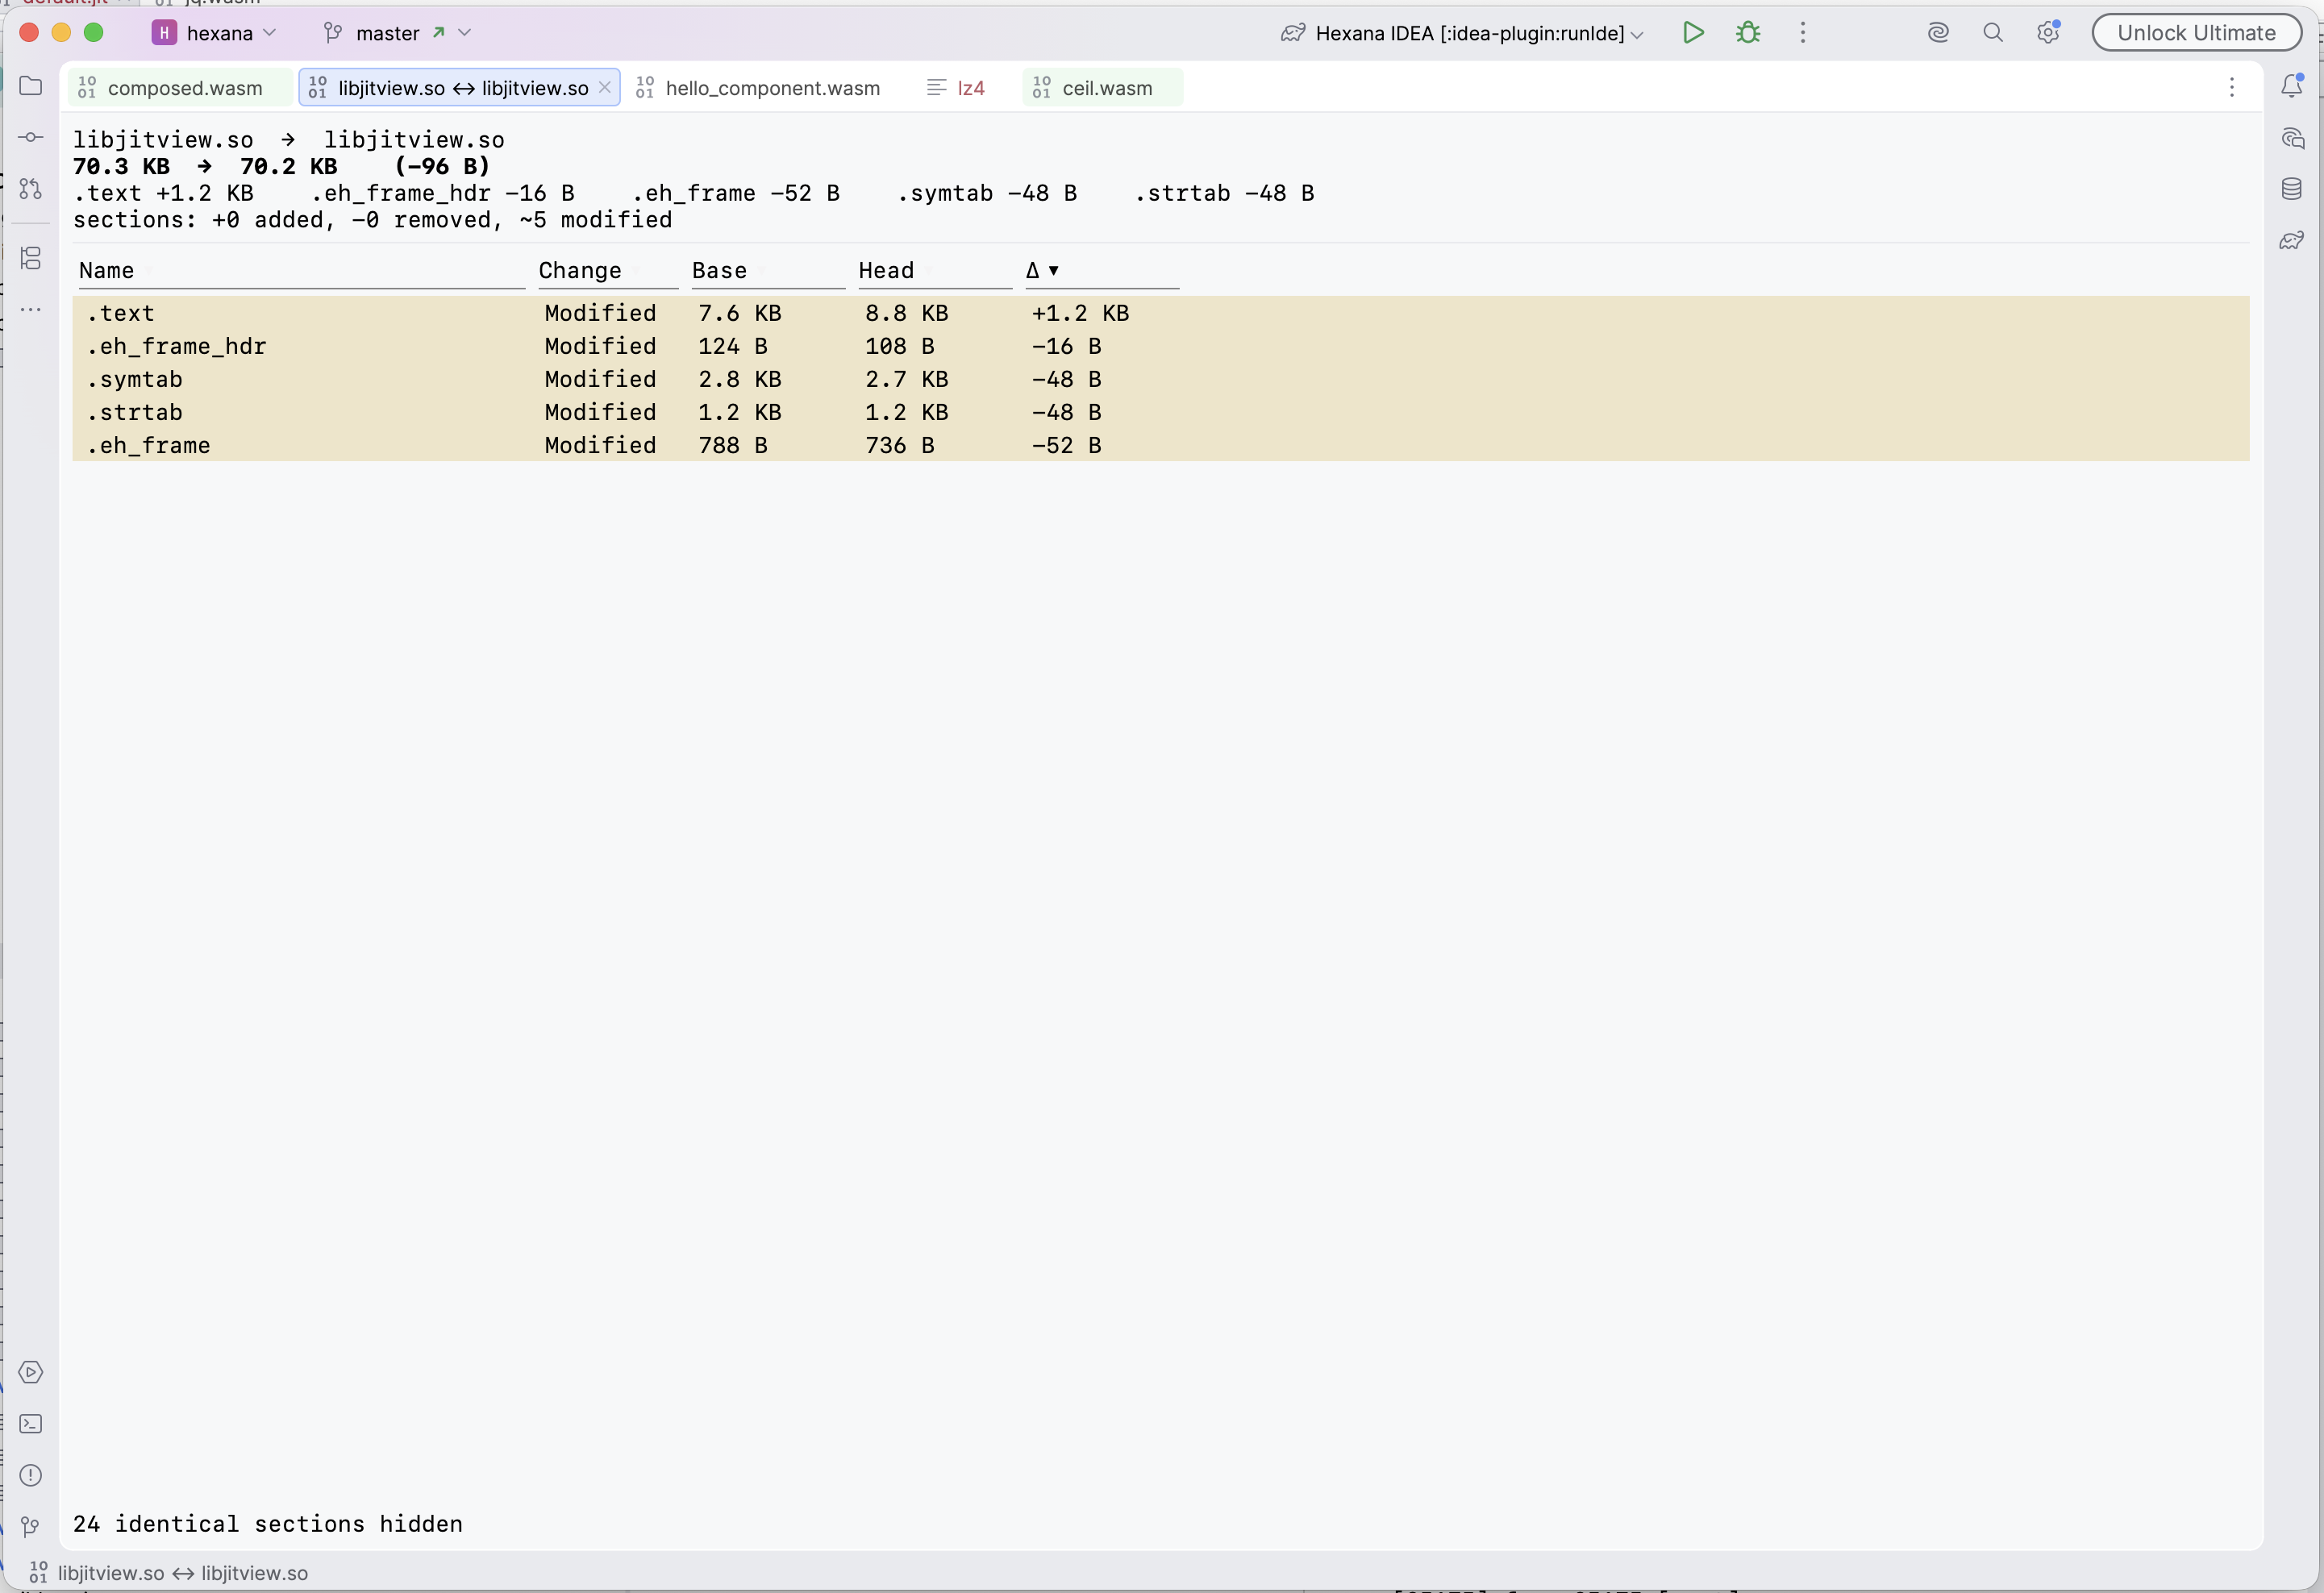 H hexana master Hexana IDEA [:idea-plugin:runIde] Unlock Ultimate
composed.wasm libjitview.so ↔ libjitview.so hello_component.wasm lz4 ceil.wasm
libjitview.so → libjitview.so
70.3 KB → 70.2 KB (−96 B)
.text +1.2 KB .eh_frame_hdr −16 B .eh_frame −52 B .symtab −48 B .strtab −48 B
sections: +0 added, −0 removed, ~5 modified
Name Change Base Head Δ ▼
.text Modified 7.6 KB 8.8 KB +1.2 KB
.eh_frame_hdr Modified 124 B 108 B −16 B
.symtab Modified 2.8 KB 2.7 KB −48 B
.strtab Modified 1.2 KB 1.2 KB −48 B
.eh_frame Modified 788 B 736 B −52 B
24 identical sections hidden
libjitview.so ↔ libjitview.so